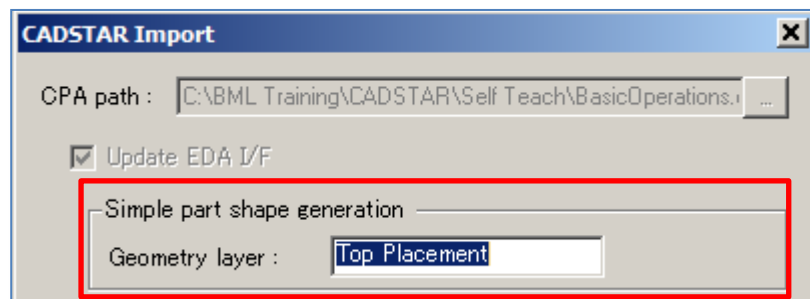 CADSTAR Import
CPA path : C:\BML Training\CADSTAR\Self Teach\BasicOperations. ...
Update EDA I/F
Simple part shape generation
Geometry layer : Top Placement